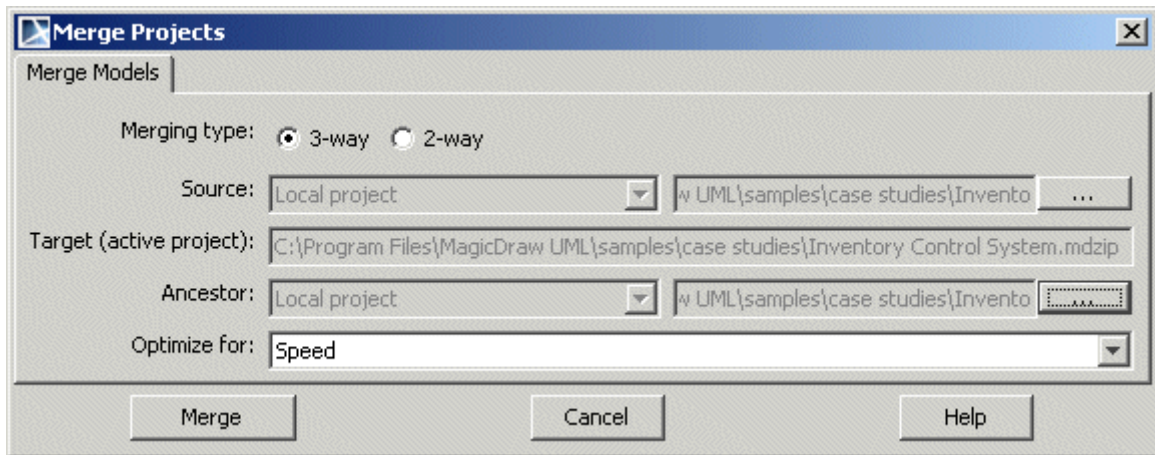 Merge Projects
Merge Models
Merging type: 3-way 2-way
Source: Local project w UML\samples\case studies\Invento ...
Target (active project): C:\Program Files\MagicDraw UML\samples\case studies\Inventory Control System.mdzip
Ancestor: Local project w UML\samples\case studies\Invento ...
Optimize for: Speed
Merge Cancel Help